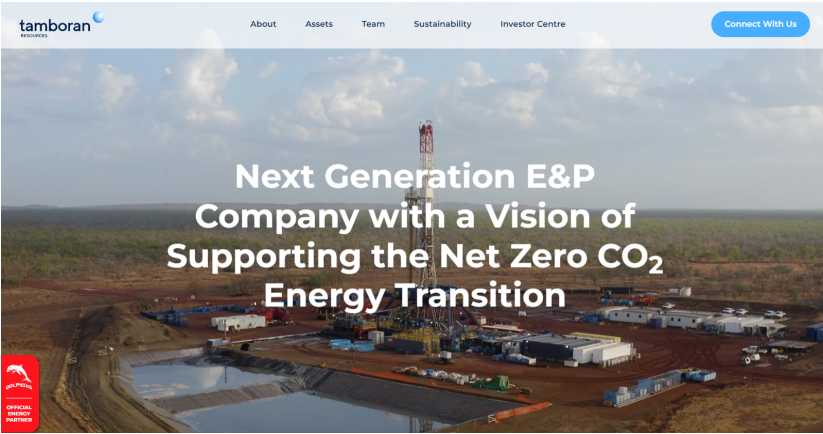 tamboran
RESOURCES
About
Assets
Team
Sustainability
Investor Centre
Connect With Us
Next Generation E&P
Company with a Vision of
Supporting the Net Zero CO₂
Energy Transition
DOLPHINS
OFFICIAL
ENERGY
PARTNER